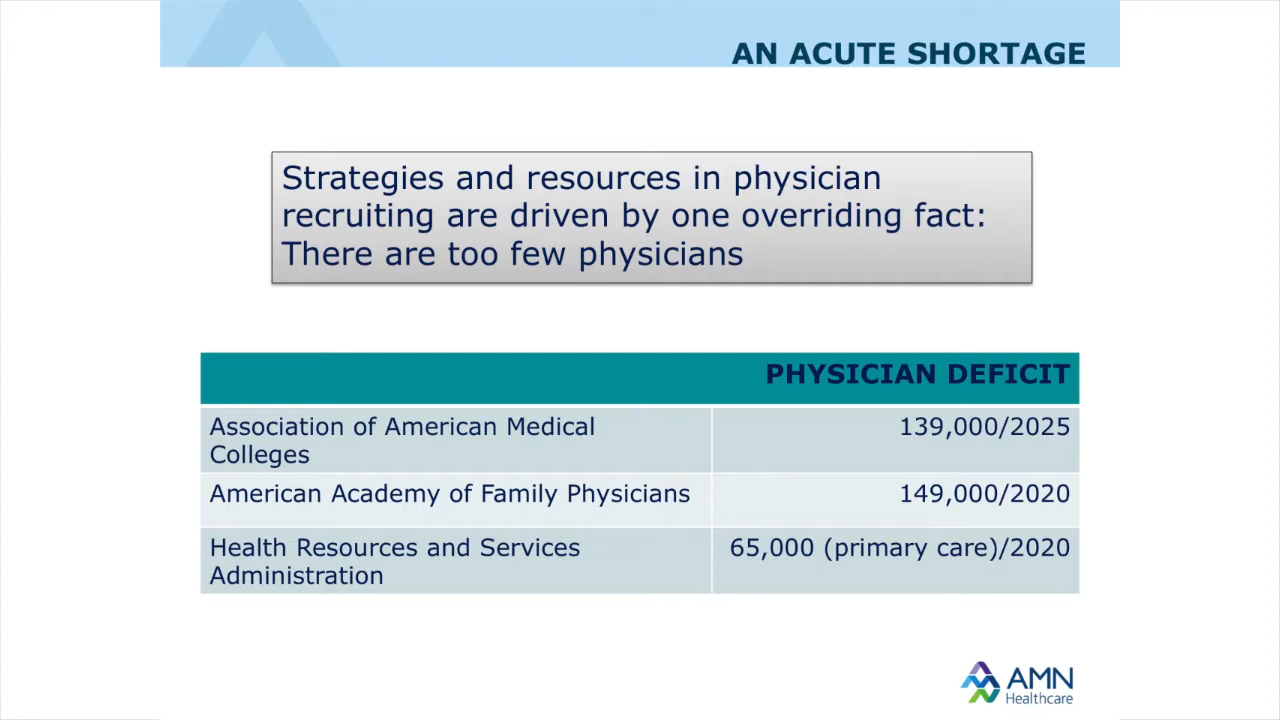 AN ACUTE SHORTAGE
Strategies and resources in physician
recruiting are driven by one overriding fact:
There are too few physicians
PHYSICIAN DEFICIT
Association of American Medical
Colleges
139,000/2025
American Academy of Family Physicians
149,000/2020
Health Resources and Services
Administration
65,000 (primary care)/2020
AMN
Healthcare